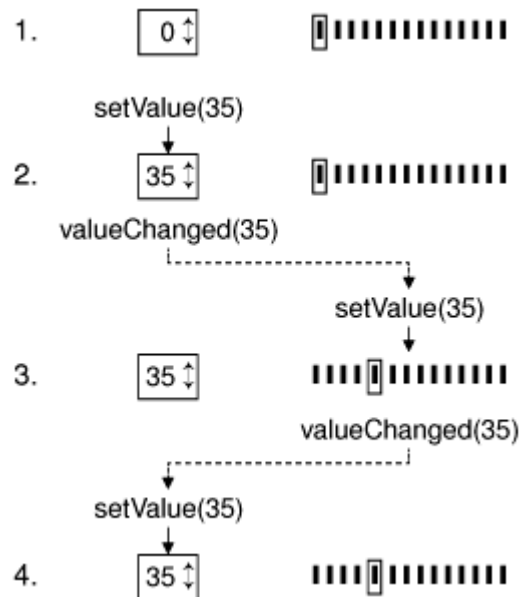 1. 0
setValue(35)
2. 35
valueChanged(35)
setValue(35)
3. 35
valueChanged(35)
setValue(35)
4. 35